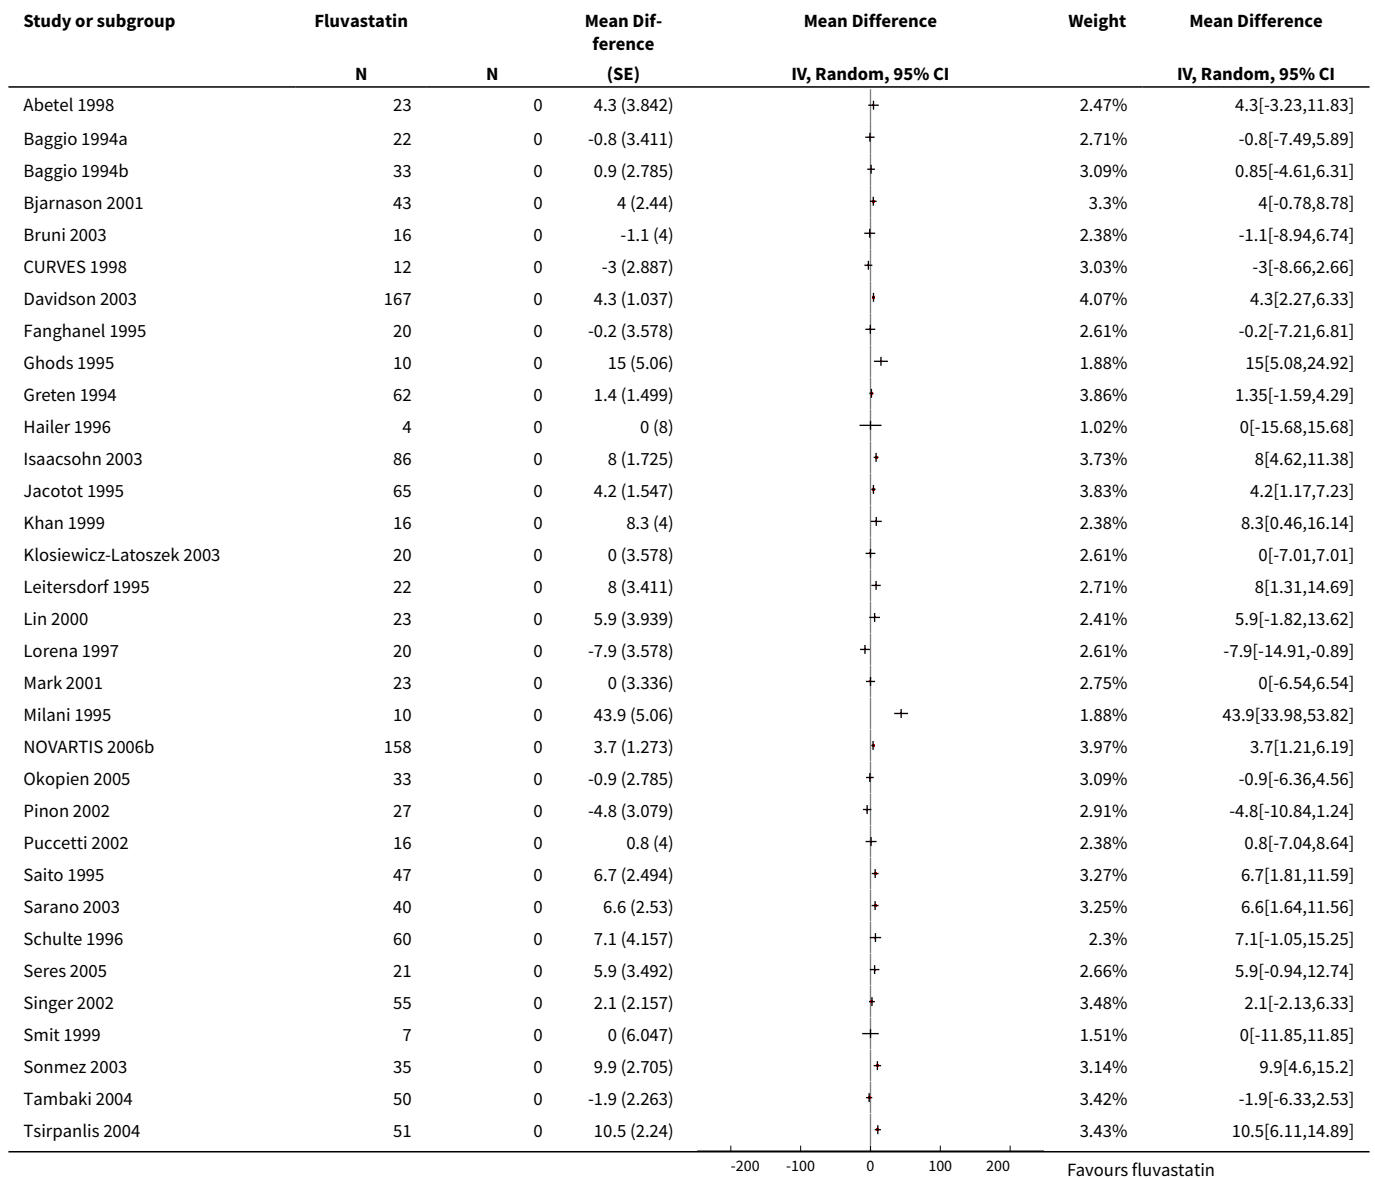 Study or subgroup Fluvastatin Mean Dif- Mean Difference Weight Mean Difference
ference
N N (SE) IV, Random, 95% CI IV, Random, 95% CI
Abetel 1998 23 0 4.3 (3.842) 2.47% 4.3[-3.23,11.83]
Baggio 1994a 22 0 -0.8 (3.411) 2.71% -0.8[-7.49,5.89]
Baggio 1994b 33 0 0.9 (2.785) 3.09% 0.85[-4.61,6.31]
Bjarnason 2001 43 0 4 (2.44) 3.3% 4[-0.78,8.78]
Bruni 2003 16 0 -1.1 (4) 2.38% -1.1[-8.94,6.74]
CURVES 1998 12 0 -3 (2.887) 3.03% -3[-8.66,2.66]
Davidson 2003 167 0 4.3 (1.037) 4.07% 4.3[2.27,6.33]
Fanghanel 1995 20 0 -0.2 (3.578) 2.61% -0.2[-7.21,6.81]
Ghods 1995 10 0 15 (5.06) 1.88% 15[5.08,24.92]
Greten 1994 62 0 1.4 (1.499) 3.86% 1.35[-1.59,4.29]
Hailer 1996 4 0 0 (8) 1.02% 0[-15.68,15.68]
Isaacsohn 2003 86 0 8 (1.725) 3.73% 8[4.62,11.38]
Jacotot 1995 65 0 4.2 (1.547) 3.83% 4.2[1.17,7.23]
Khan 1999 16 0 8.3 (4) 2.38% 8.3[0.46,16.14]
Klosiewicz-Latoszek 2003 20 0 0 (3.578) 2.61% 0[-7.01,7.01]
Leitersdorf 1995 22 0 8 (3.411) 2.71% 8[1.31,14.69]
Lin 2000 23 0 5.9 (3.939) 2.41% 5.9[-1.82,13.62]
Lorena 1997 20 0 -7.9 (3.578) 2.61% -7.9[-14.91,-0.89]
Mark 2001 23 0 0 (3.336) 2.75% 0[-6.54,6.54]
Milani 1995 10 0 43.9 (5.06) 1.88% 43.9[33.98,53.82]
NOVARTIS 2006b 158 0 3.7 (1.273) 3.97% 3.7[1.21,6.19]
Okopien 2005 33 0 -0.9 (2.785) 3.09% -0.9[-6.36,4.56]
Pinon 2002 27 0 -4.8 (3.079) 2.91% -4.8[-10.84,1.24]
Puccetti 2002 16 0 0.8 (4) 2.38% 0.8[-7.04,8.64]
Saito 1995 47 0 6.7 (2.494) 3.27% 6.7[1.81,11.59]
Sarano 2003 40 0 6.6 (2.53) 3.25% 6.6[1.64,11.56]
Schulte 1996 60 0 7.1 (4.157) 2.3% 7.1[-1.05,15.25]
Seres 2005 21 0 5.9 (3.492) 2.66% 5.9[-0.94,12.74]
Singer 2002 55 0 2.1 (2.157) 3.48% 2.1[-2.13,6.33]
Smit 1999 7 0 0 (6.047) 1.51% 0[-11.85,11.85]
Sonmez 2003 35 0 9.9 (2.705) 3.14% 9.9[4.6,15.2]
Tambaki 2004 50 0 -1.9 (2.263) 3.42% -1.9[-6.33,2.53]
Tsirpanlis 2004 51 0 10.5 (2.24) 3.43% 10.5[6.11,14.89]
-200 -100 0 100 200 Favours fluvastatin